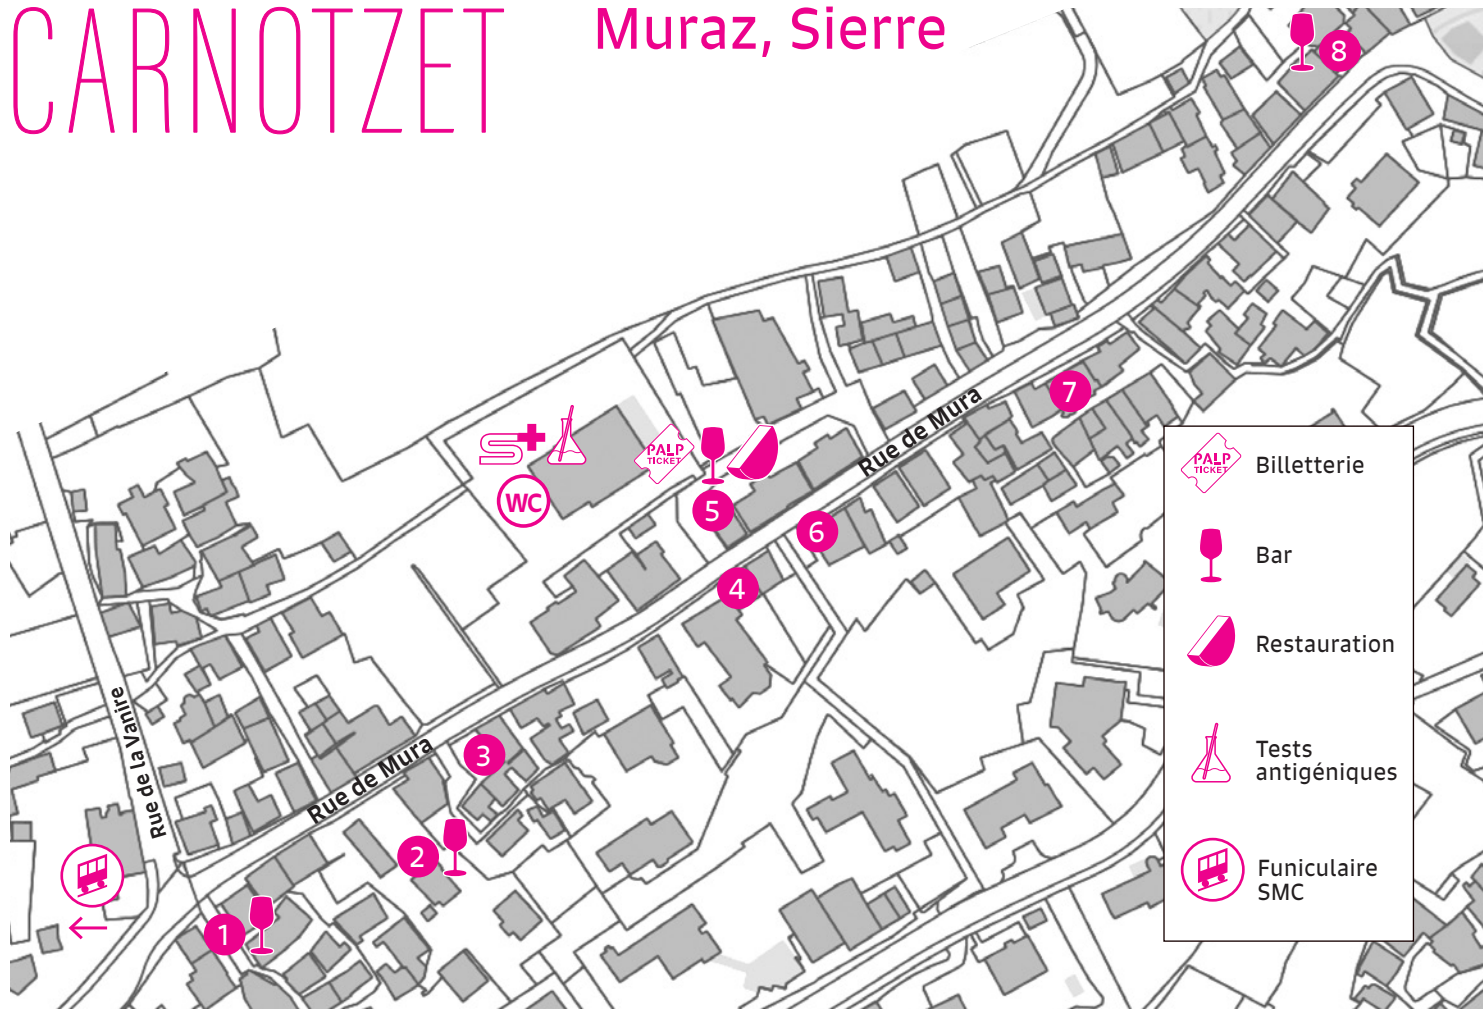 CARNOTZET
Muraz, Sierre
8
7
Rue de Mura
PALP
TICKET
WC
5
6
4
Rue de la Vanire
Rue de Mura
3
2
1
PALP
TICKET
Billetterie
Bar
Restauration
Tests
antigéniques
Funiculaire
SMC